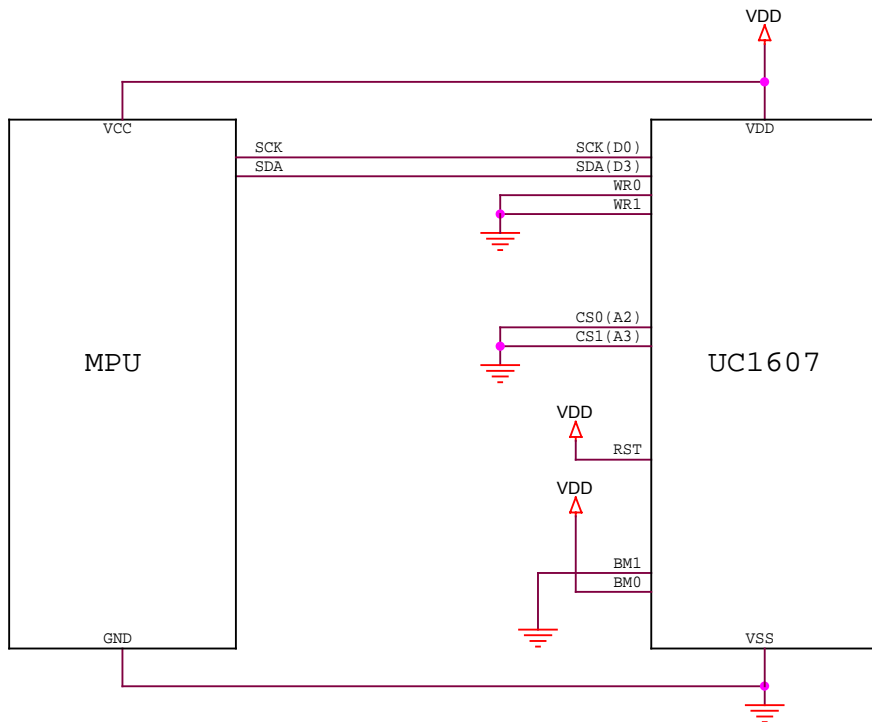 VDD
VCC
VDD
SCK
SCK(D0)
SDA
SDA(D3)
WR0
WR1
CS0(A2)
CS1(A3)
MPU
UC1607
VDD
RST
VDD
BM1
BM0
GND
VSS